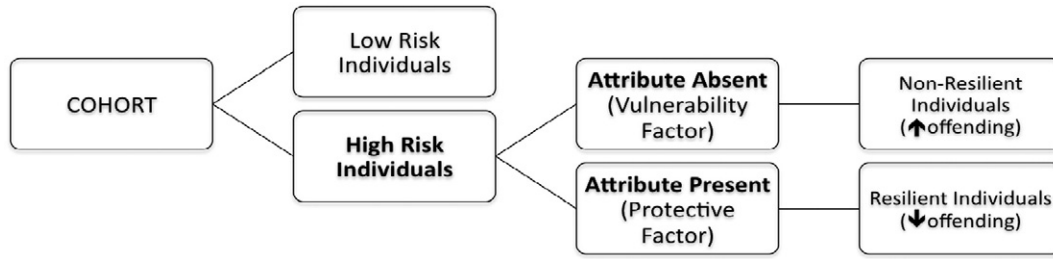 COHORT
Low Risk
Individuals
High Risk
Individuals
Attribute Absent
(Vulnerability
Factor)
Attribute Present
(Protective
Factor)
Non-Resilient
Individuals
(🡹offending)
Resilient Individuals
(🡻offending)